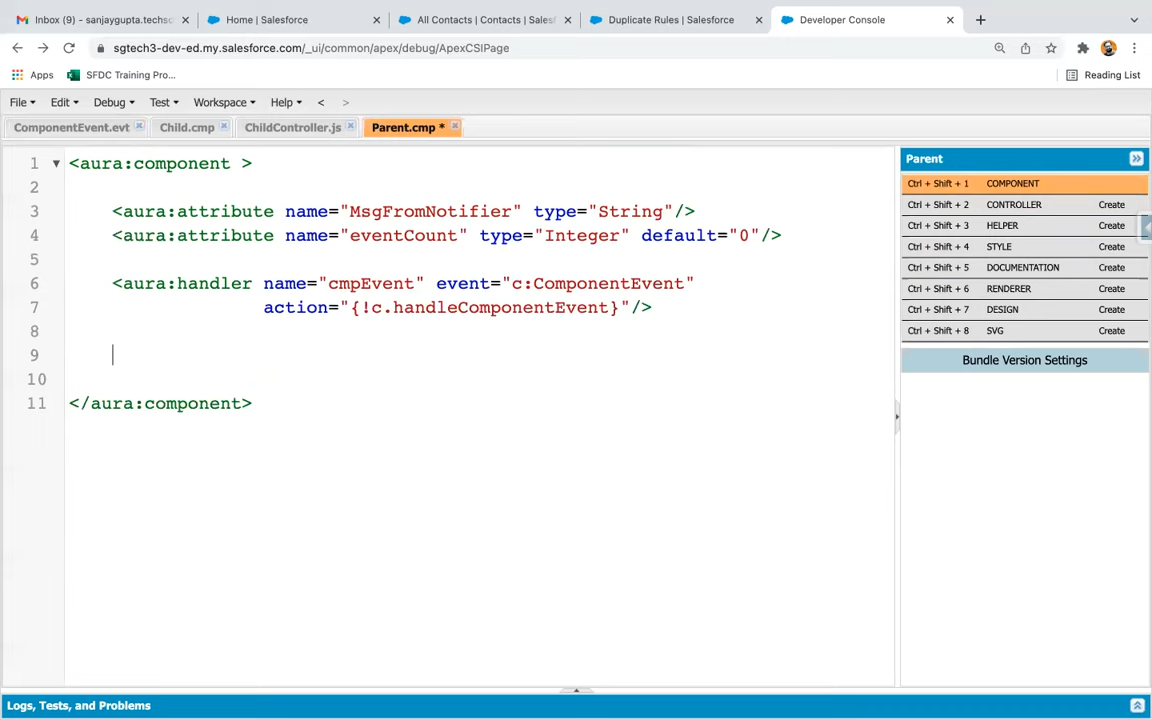 Inbox (9) - sanjaygupta.techsc
Home | Salesforce
All Contacts | Contacts | Salesf
Duplicate Rules | Salesforce
Developer Console
sgtech3-dev-ed.my.salesforce.com/_ui/common/apex/debug/ApexCSIPage
Apps
SFDC Training Pro...
Reading List
File
Edit
Debug
Test
Workspace
Help
<
>
ComponentEvent.evt
Child.cmp
ChildController.js
Parent.cmp *
1 <aura:component >
2
3 <aura:attribute name="MsgFromNotifier" type="String"/>
4 <aura:attribute name="eventCount" type="Integer" default="0"/>
5
6 <aura:handler name="cmpEvent" event="c:ComponentEvent"
7 action="{!c.handleComponentEvent}"/>
8
9
10
11 </aura:component>
Parent
Ctrl + Shift + 1 COMPONENT
Ctrl + Shift + 2 CONTROLLER Create
Ctrl + Shift + 3 HELPER Create
Ctrl + Shift + 4 STYLE Create
Ctrl + Shift + 5 DOCUMENTATION Create
Ctrl + Shift + 6 RENDERER Create
Ctrl + Shift + 7 DESIGN Create
Ctrl + Shift + 8 SVG Create
Bundle Version Settings
Logs, Tests, and Problems